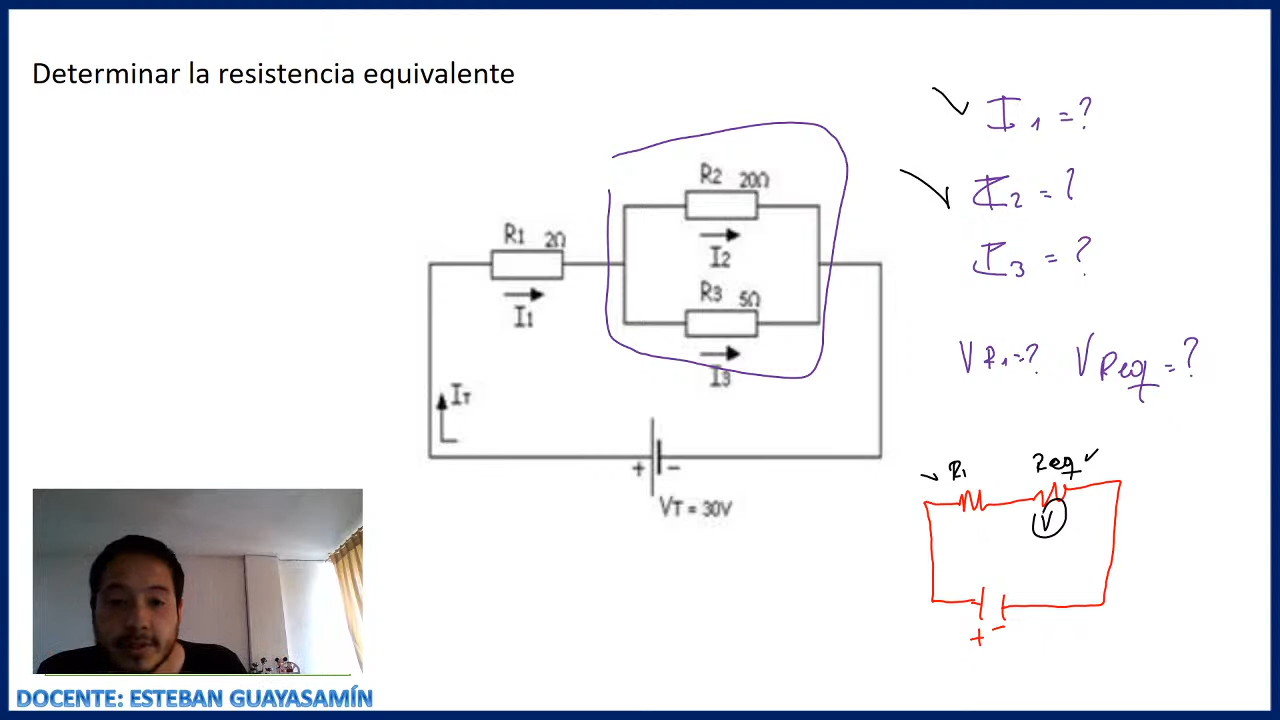 Determinar la resistencia equivalente
I1 = ?
I2 = ?
I3 = ?
VR1 = ? VReq = ?
R2 20Ω
I2
R1 2Ω
I1
R3 5Ω
I3
IT
+ -
VT = 30V
R1 Req
V
+ -
DOCENTE: ESTEBAN GUAYASAMÍN